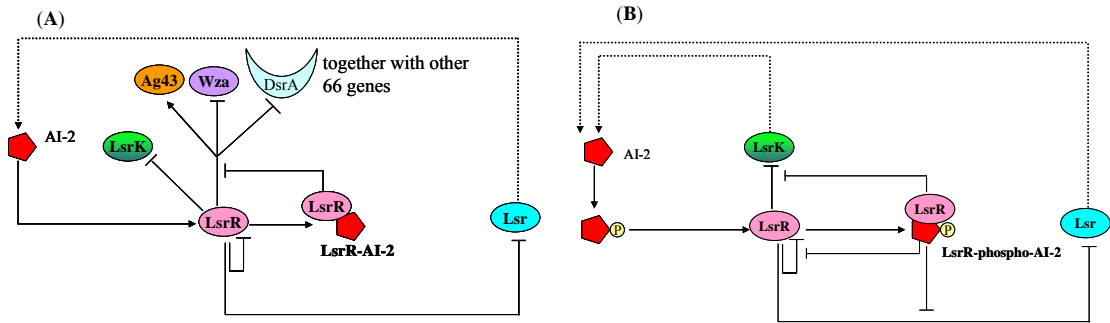 (A)
Ag43
Wza
DsrA
together with other
66 genes
AI-2
LsrK
LsrR
LsrR
Lsr
LsrR-AI-2
(B)
LsrK
AI-2
LsrR
P
LsrR
P
Lsr
LsrR-phospho-AI-2